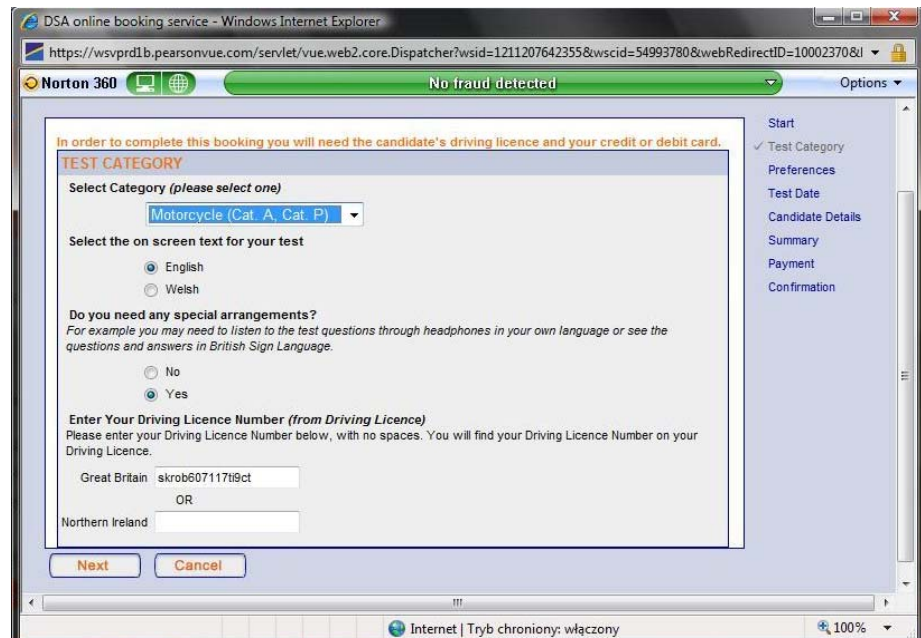 DSA online booking service - Windows Internet Explorer
https://wsvprd1b.pearsonvue.com/servlet/vue.web2.core.Dispatcher?wsid=1211207642355&wscid=54993780&webRedirectID=10002370&l
Norton 360
No fraud detected
Options
In order to complete this booking you will need the candidate's driving licence and your credit or debit card.
TEST CATEGORY
Select Category (please select one)
Motorcycle (Cat. A, Cat. P)
Select the on screen text for your test
English
Welsh
Do you need any special arrangements?
For example you may need to listen to the test questions through headphones in your own language or see the
questions and answers in British Sign Language.
No
Yes
Enter Your Driving Licence Number (from Driving Licence)
Please enter your Driving Licence Number below, with no spaces. You will find your Driving Licence Number on your
Driving Licence.
Great Britain skrob607117ti9ct
OR
Northern Ireland
Next Cancel
Start
Test Category
Preferences
Test Date
Candidate Details
Summary
Payment
Confirmation
Internet | Tryb chroniony: włączony
100%